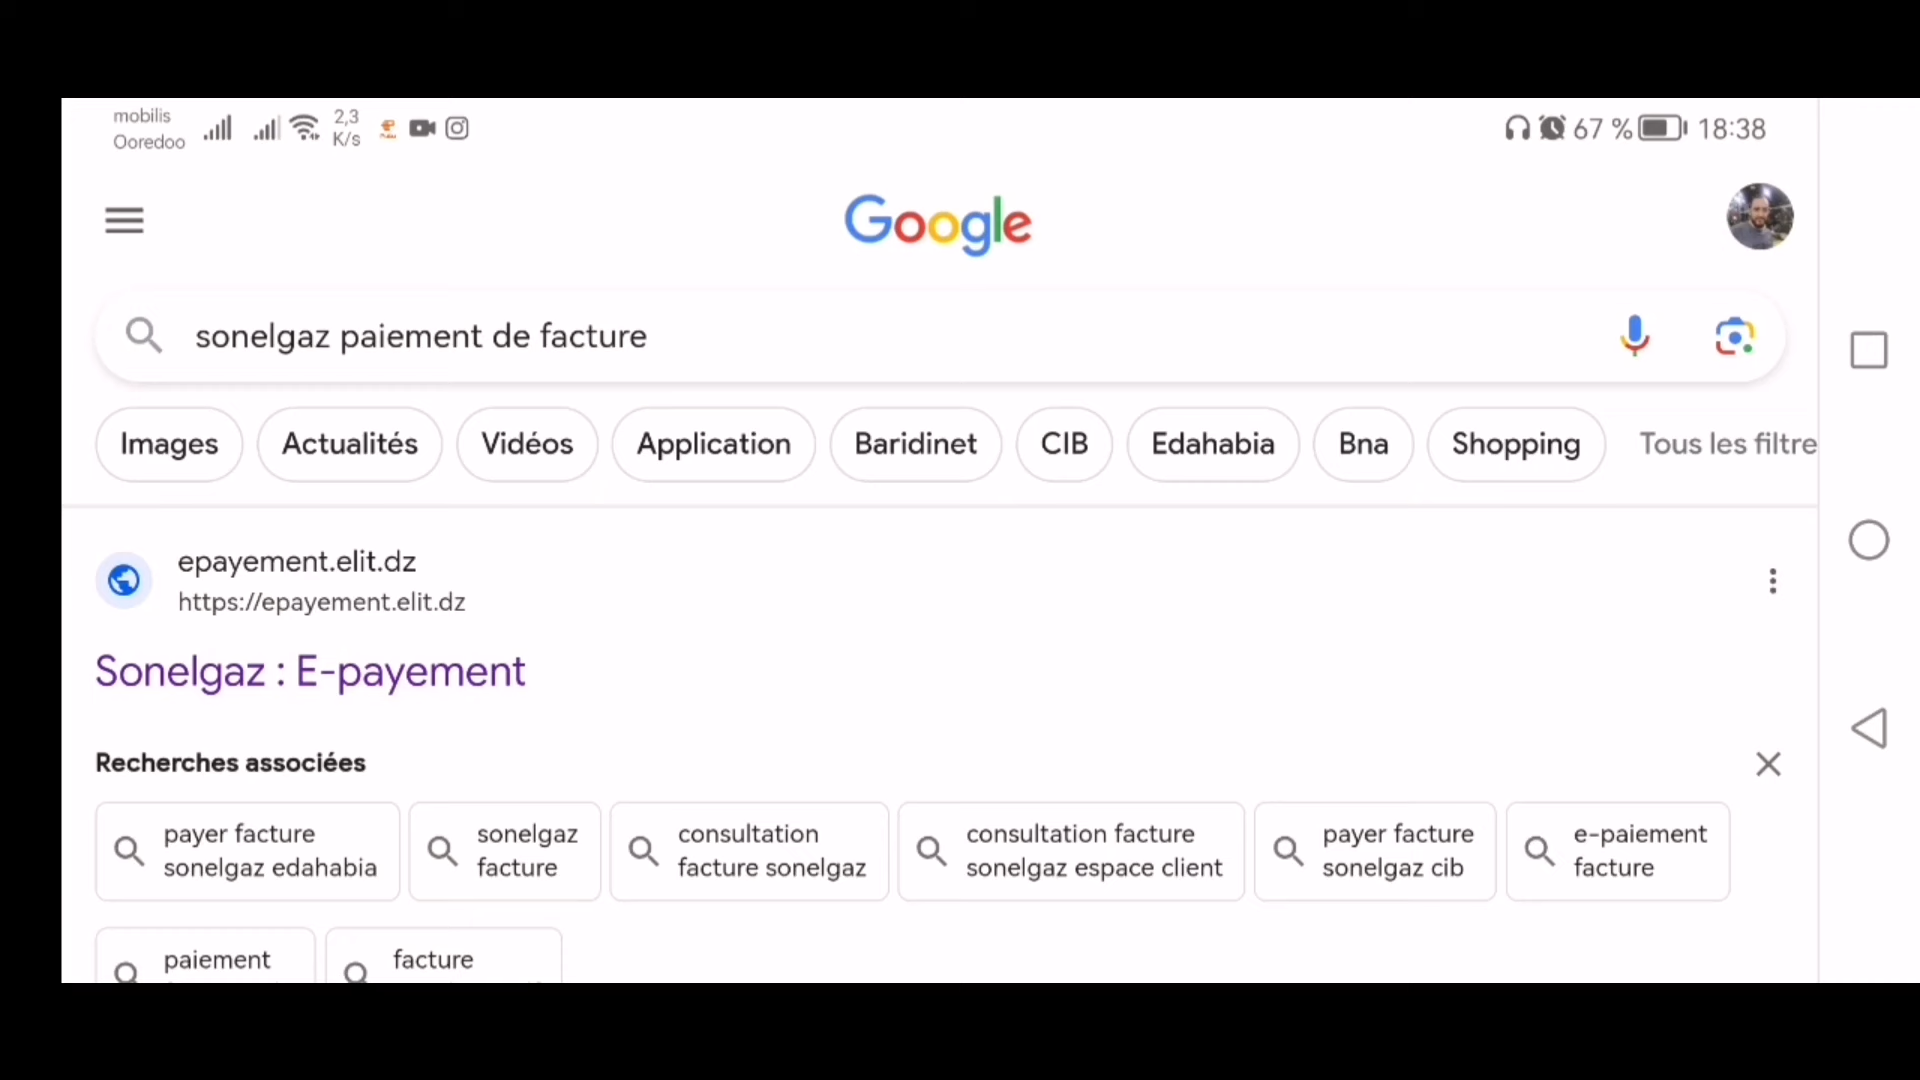 mobilis
Ooredoo
2,3
K/s
67 %
18:38
Google
sonelgaz paiement de facture
Images
Actualités
Vidéos
Application
Baridinet
CIB
Edahabia
Bna
Shopping
Tous les filtre
epayement.elit.dz
https://epayement.elit.dz
Sonelgaz : E-payement
Recherches associées
payer facture
sonelgaz edahabia
sonelgaz
facture
consultation
facture sonelgaz
consultation facture
sonelgaz espace client
payer facture
sonelgaz cib
e-paiement
facture
paiement
facture